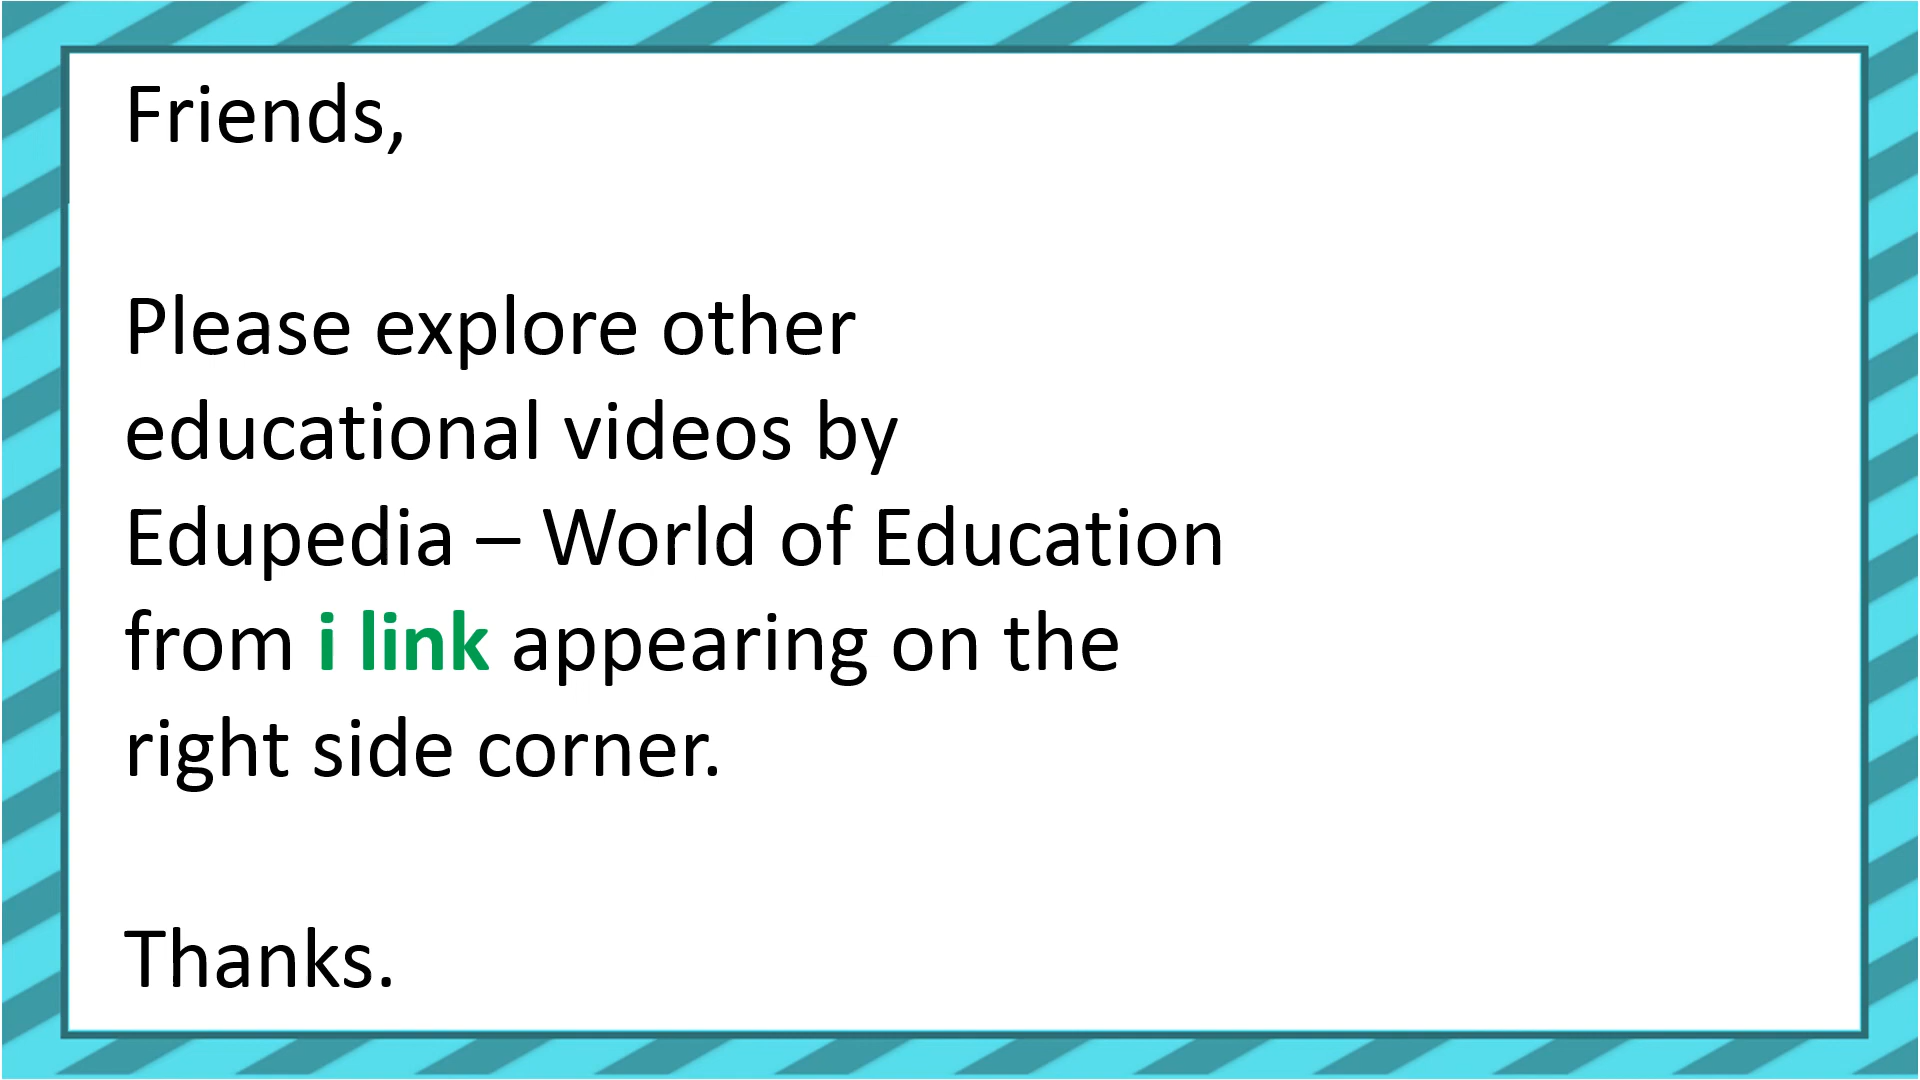 Friends,
Please explore other
educational videos by
Edupedia – World of Education
from i link appearing on the
right side corner.
Thanks.